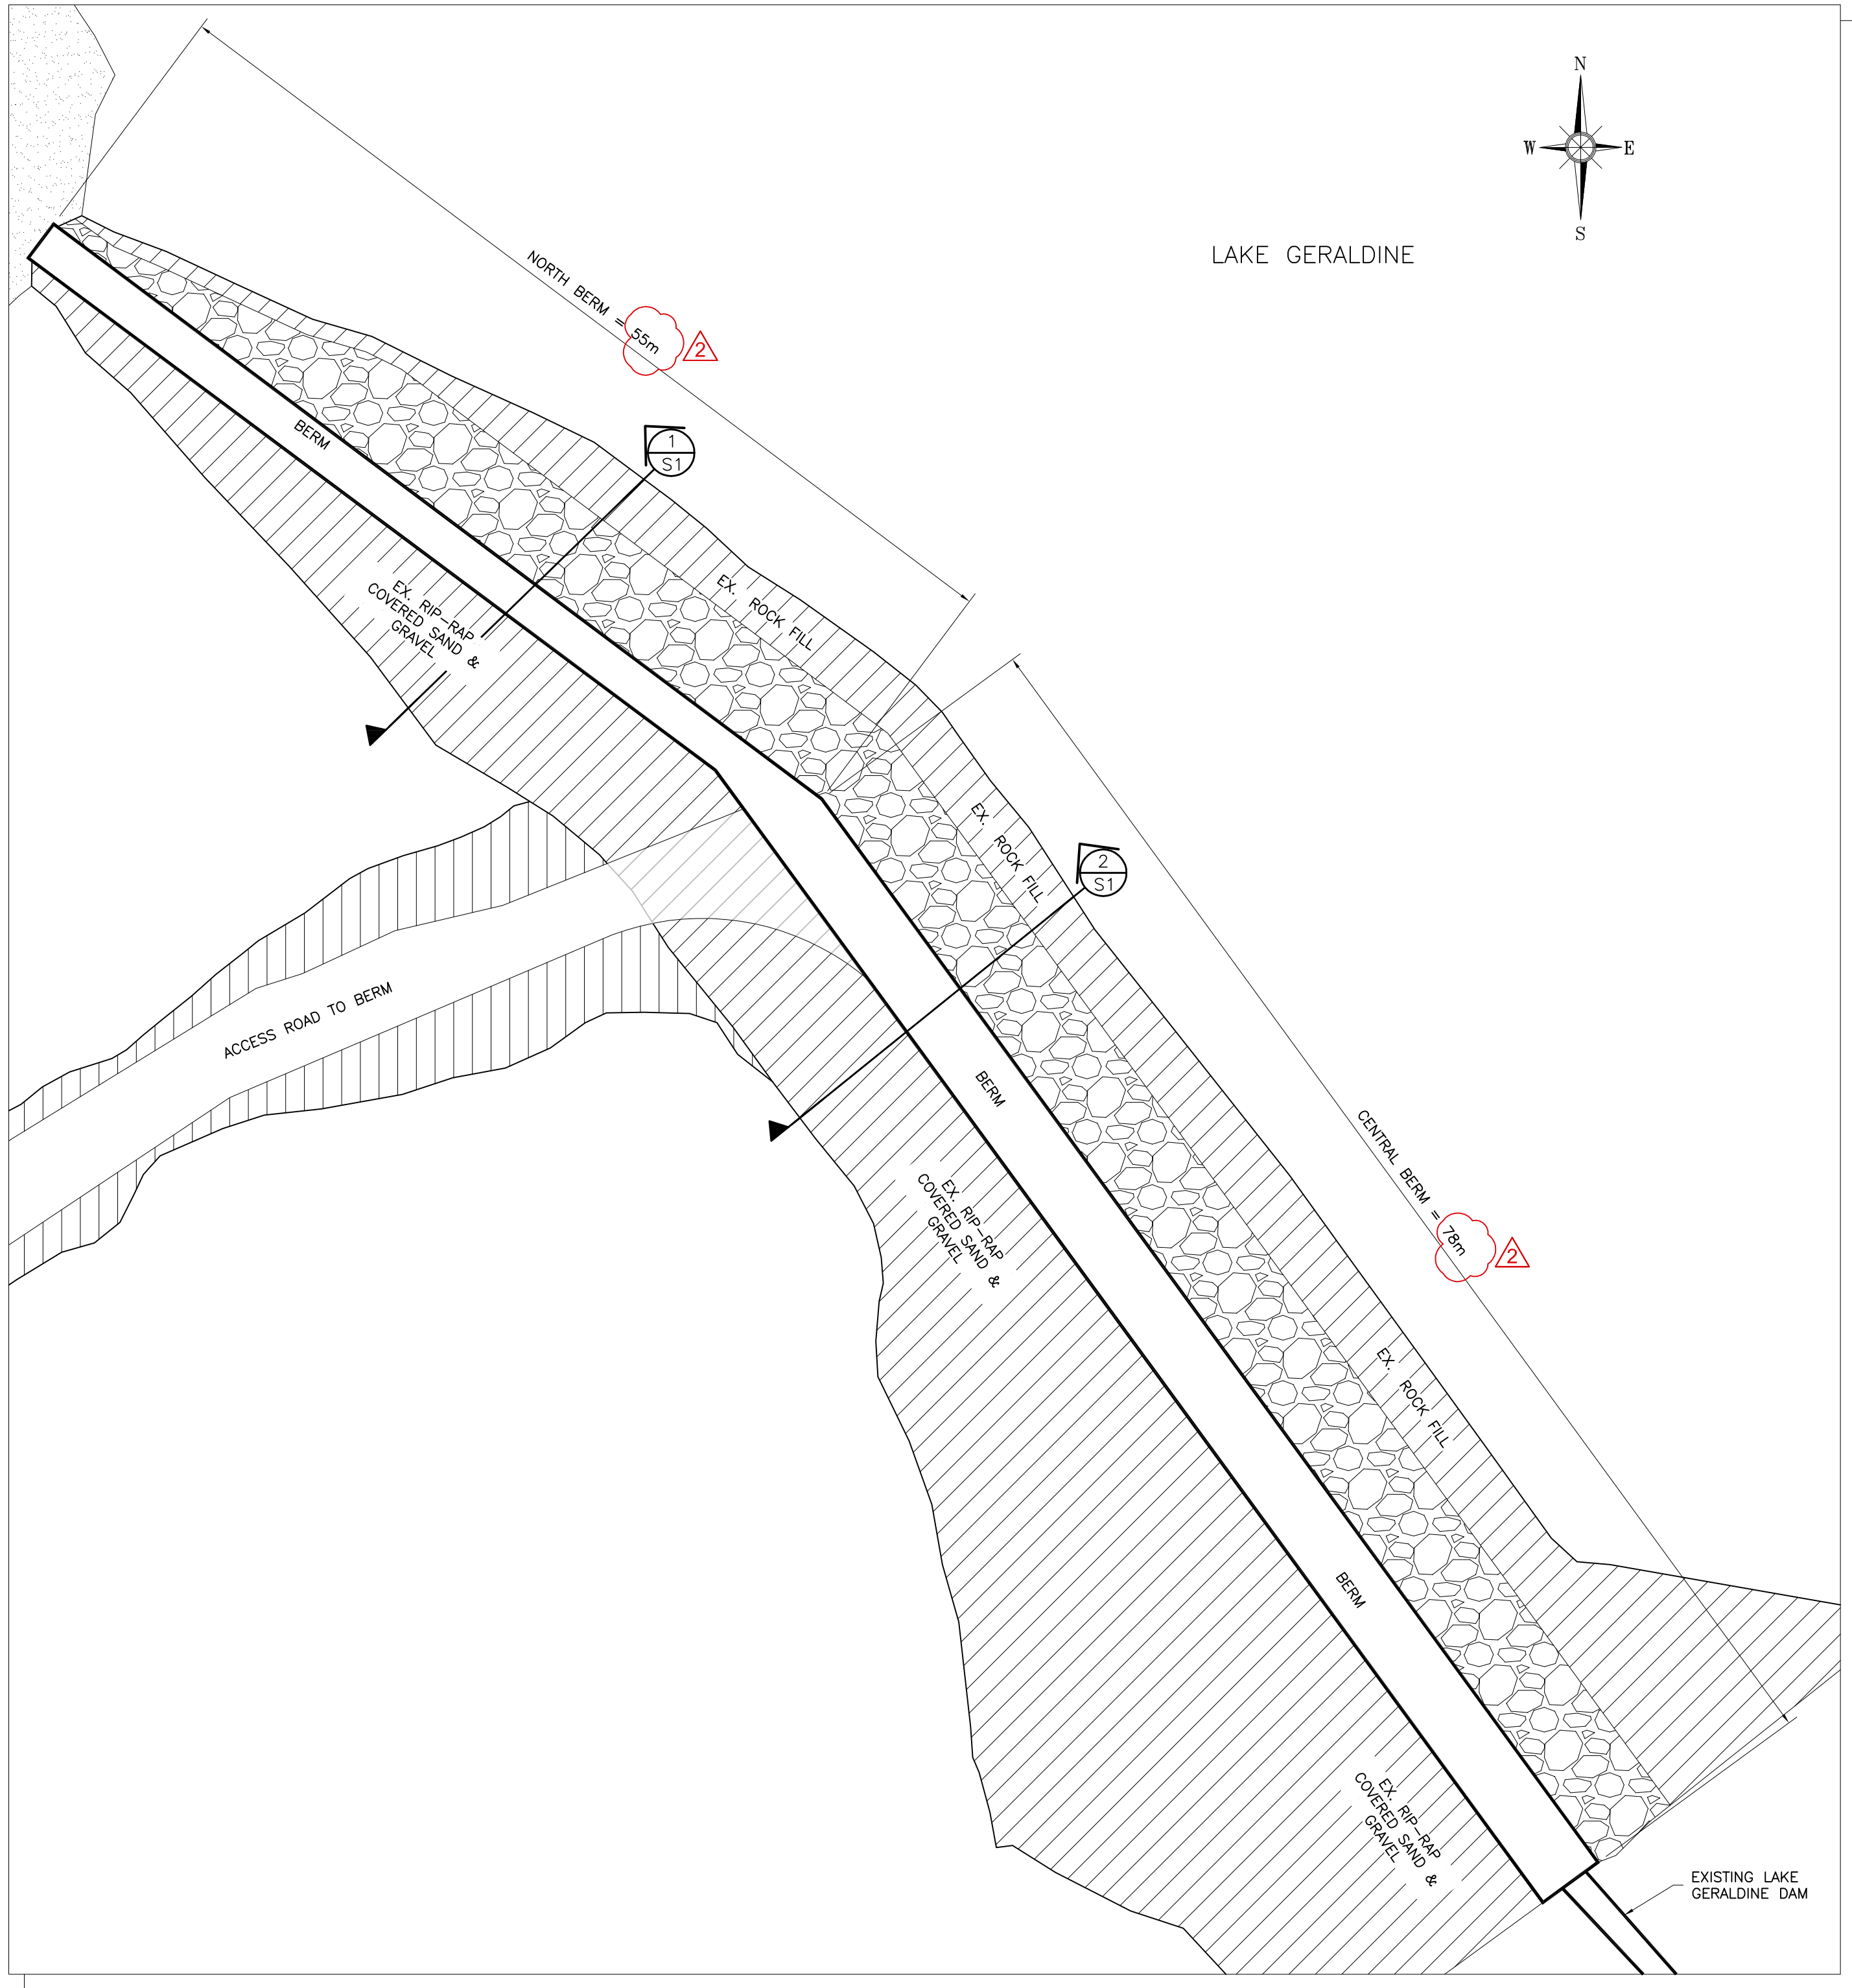 N
W
E
S
LAKE GERALDINE
NORTH BERM = 55m
2
1
S1
BERM
EX. ROCK FILL
EX. RIP-RAP
COVERED SAND &
GRAVEL
EX. ROCK FILL
2
S1
ACCESS ROAD TO BERM
BERM
CENTRAL BERM = 78m
2
EX. RIP-RAP
COVERED SAND &
GRAVEL
EX. ROCK FILL
BERM
EX. RIP-RAP
COVERED SAND &
GRAVEL
EXISTING LAKE
GERALDINE DAM